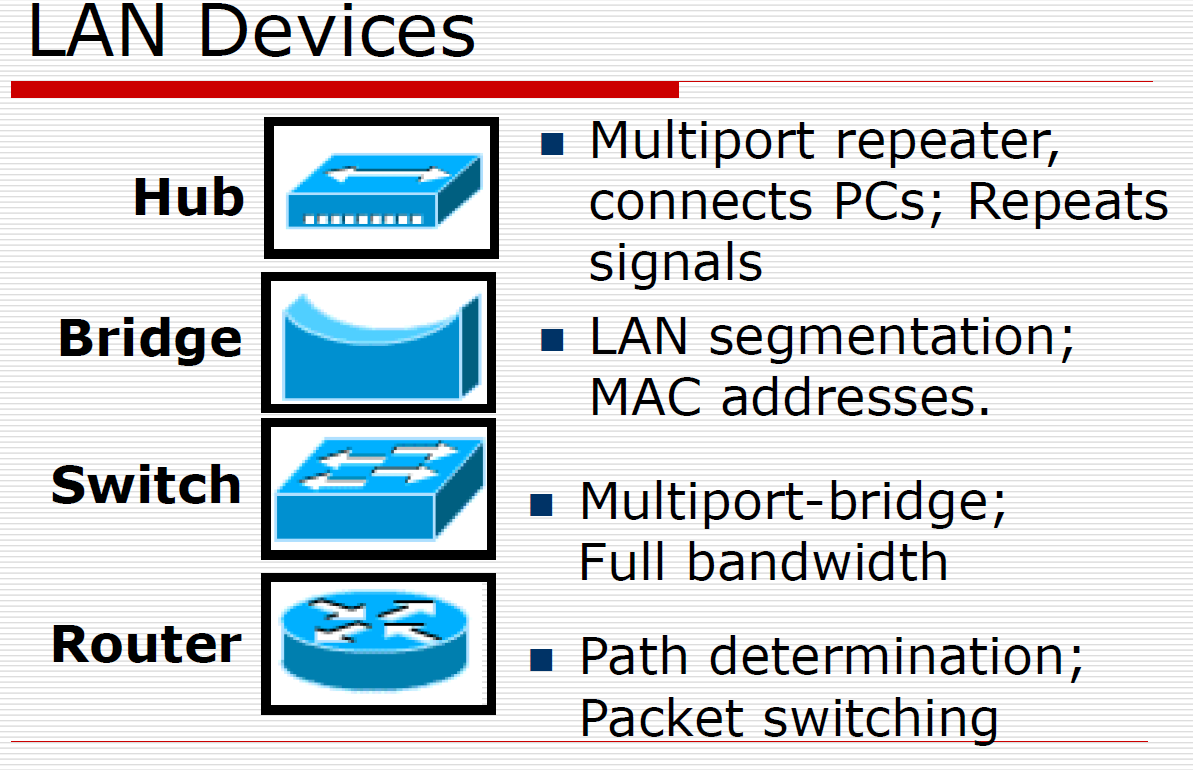 LAN Devices
Hub
Multiport repeater,
connects PCs; Repeats
signals
Bridge
LAN segmentation;
MAC addresses.
Switch
Multiport-bridge;
Full bandwidth
Router
Path determination;
Packet switching